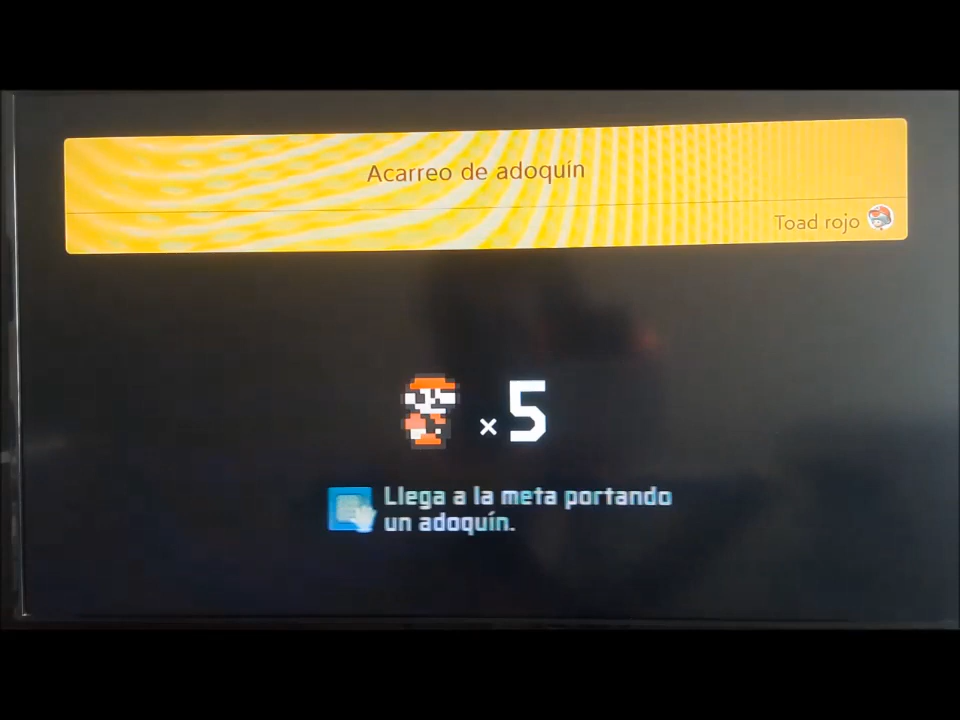 Acarreo de adoquín
Toad rojo
× 5
Llega a la meta portando
un adoquín.